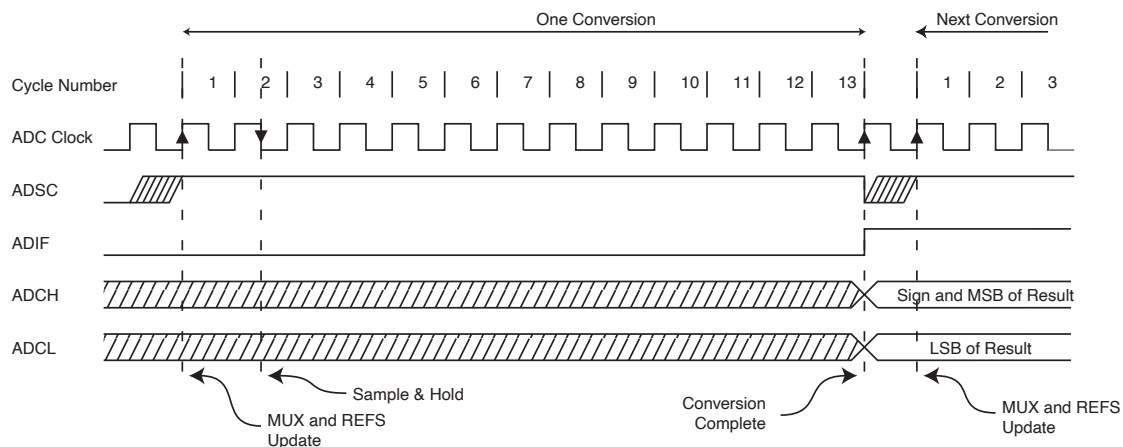 One Conversion
Next Conversion
Cycle Number
1 2 3 4 5 6 7 8 9 10 11 12 13 1 2 3
ADC Clock
ADSC
ADIF
ADCH
Sign and MSB of Result
ADCL
LSB of Result
Sample & Hold
MUX and REFS
Update
Conversion
Complete
MUX and REFS
Update